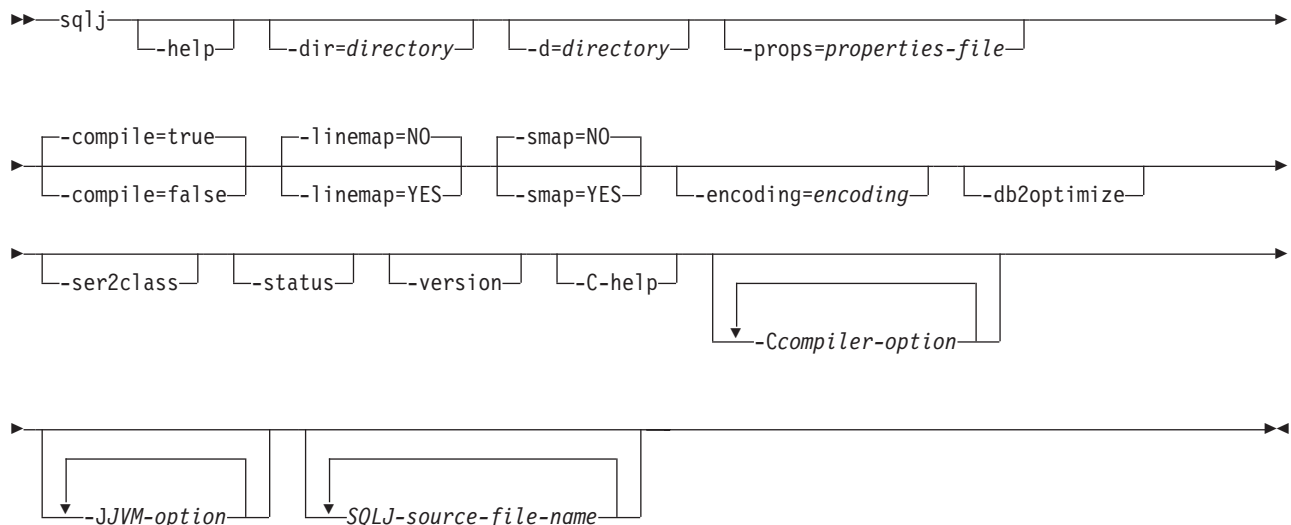 sqlj -help -dir=directory -d=directory -props=properties-file
-compile=true -linemap=NO -smap=NO
-compile=false -linemap=YES -smap=YES -encoding=encoding -db2optimize
-ser2class -status -version -C-help
-Ccompiler-option
-JJVM-option SQLJ-source-file-name